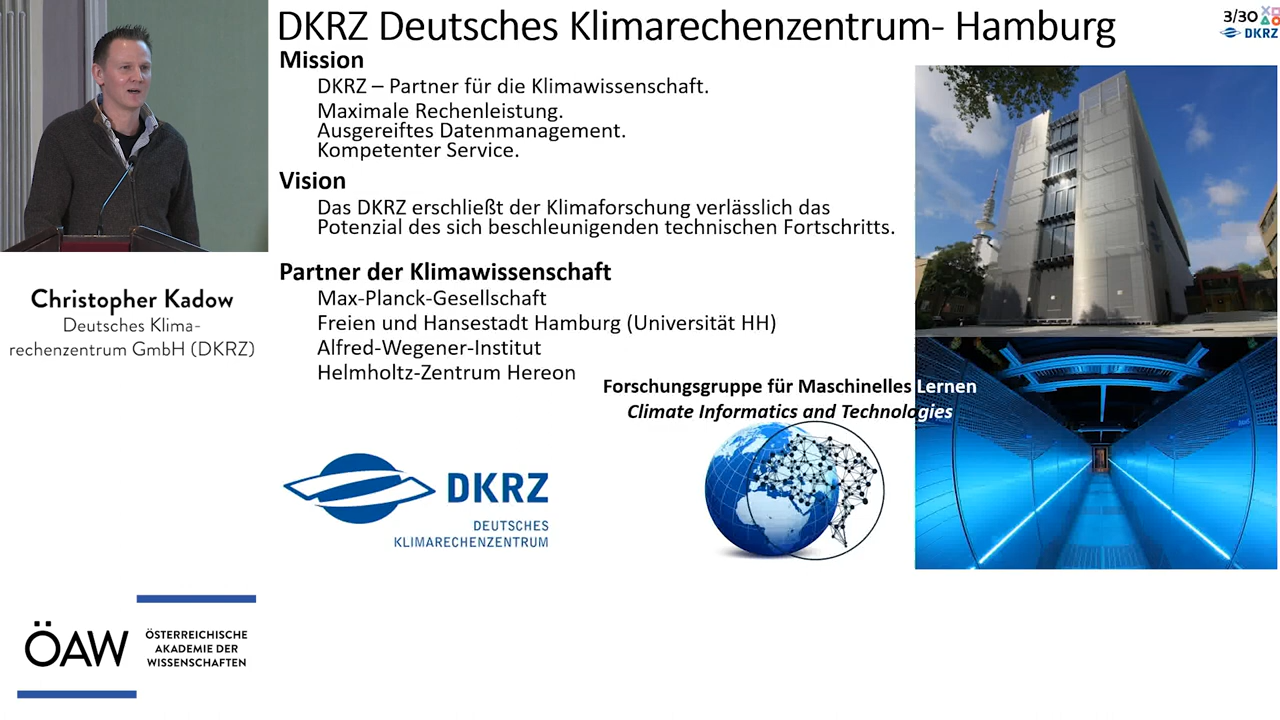 DKRZ Deutsches Klimarechenzentrum- Hamburg
3/30
DKRZ
Mission
DKRZ – Partner für die Klimawissenschaft.
Maximale Rechenleistung.
Ausgereiftes Datenmanagement.
Kompetenter Service.
Vision
Das DKRZ erschließt der Klimaforschung verlässlich das
Potenzial des sich beschleunigenden technischen Fortschritts.
Partner der Klimawissenschaft
Max-Planck-Gesellschaft
Freien und Hansestadt Hamburg (Universität HH)
Alfred-Wegener-Institut
Helmholtz-Zentrum Hereon
Forschungsgruppe für Maschinelles Lernen
Climate Informatics and Technologies
DKRZ
DEUTSCHES
KLIMARECHENZENTRUM
Christopher Kadow
Deutsches Klima-
rechenzentrum GmbH (DKRZ)
ÖAW
ÖSTERREICHISCHE
AKADEMIE DER
WISSENSCHAFTEN